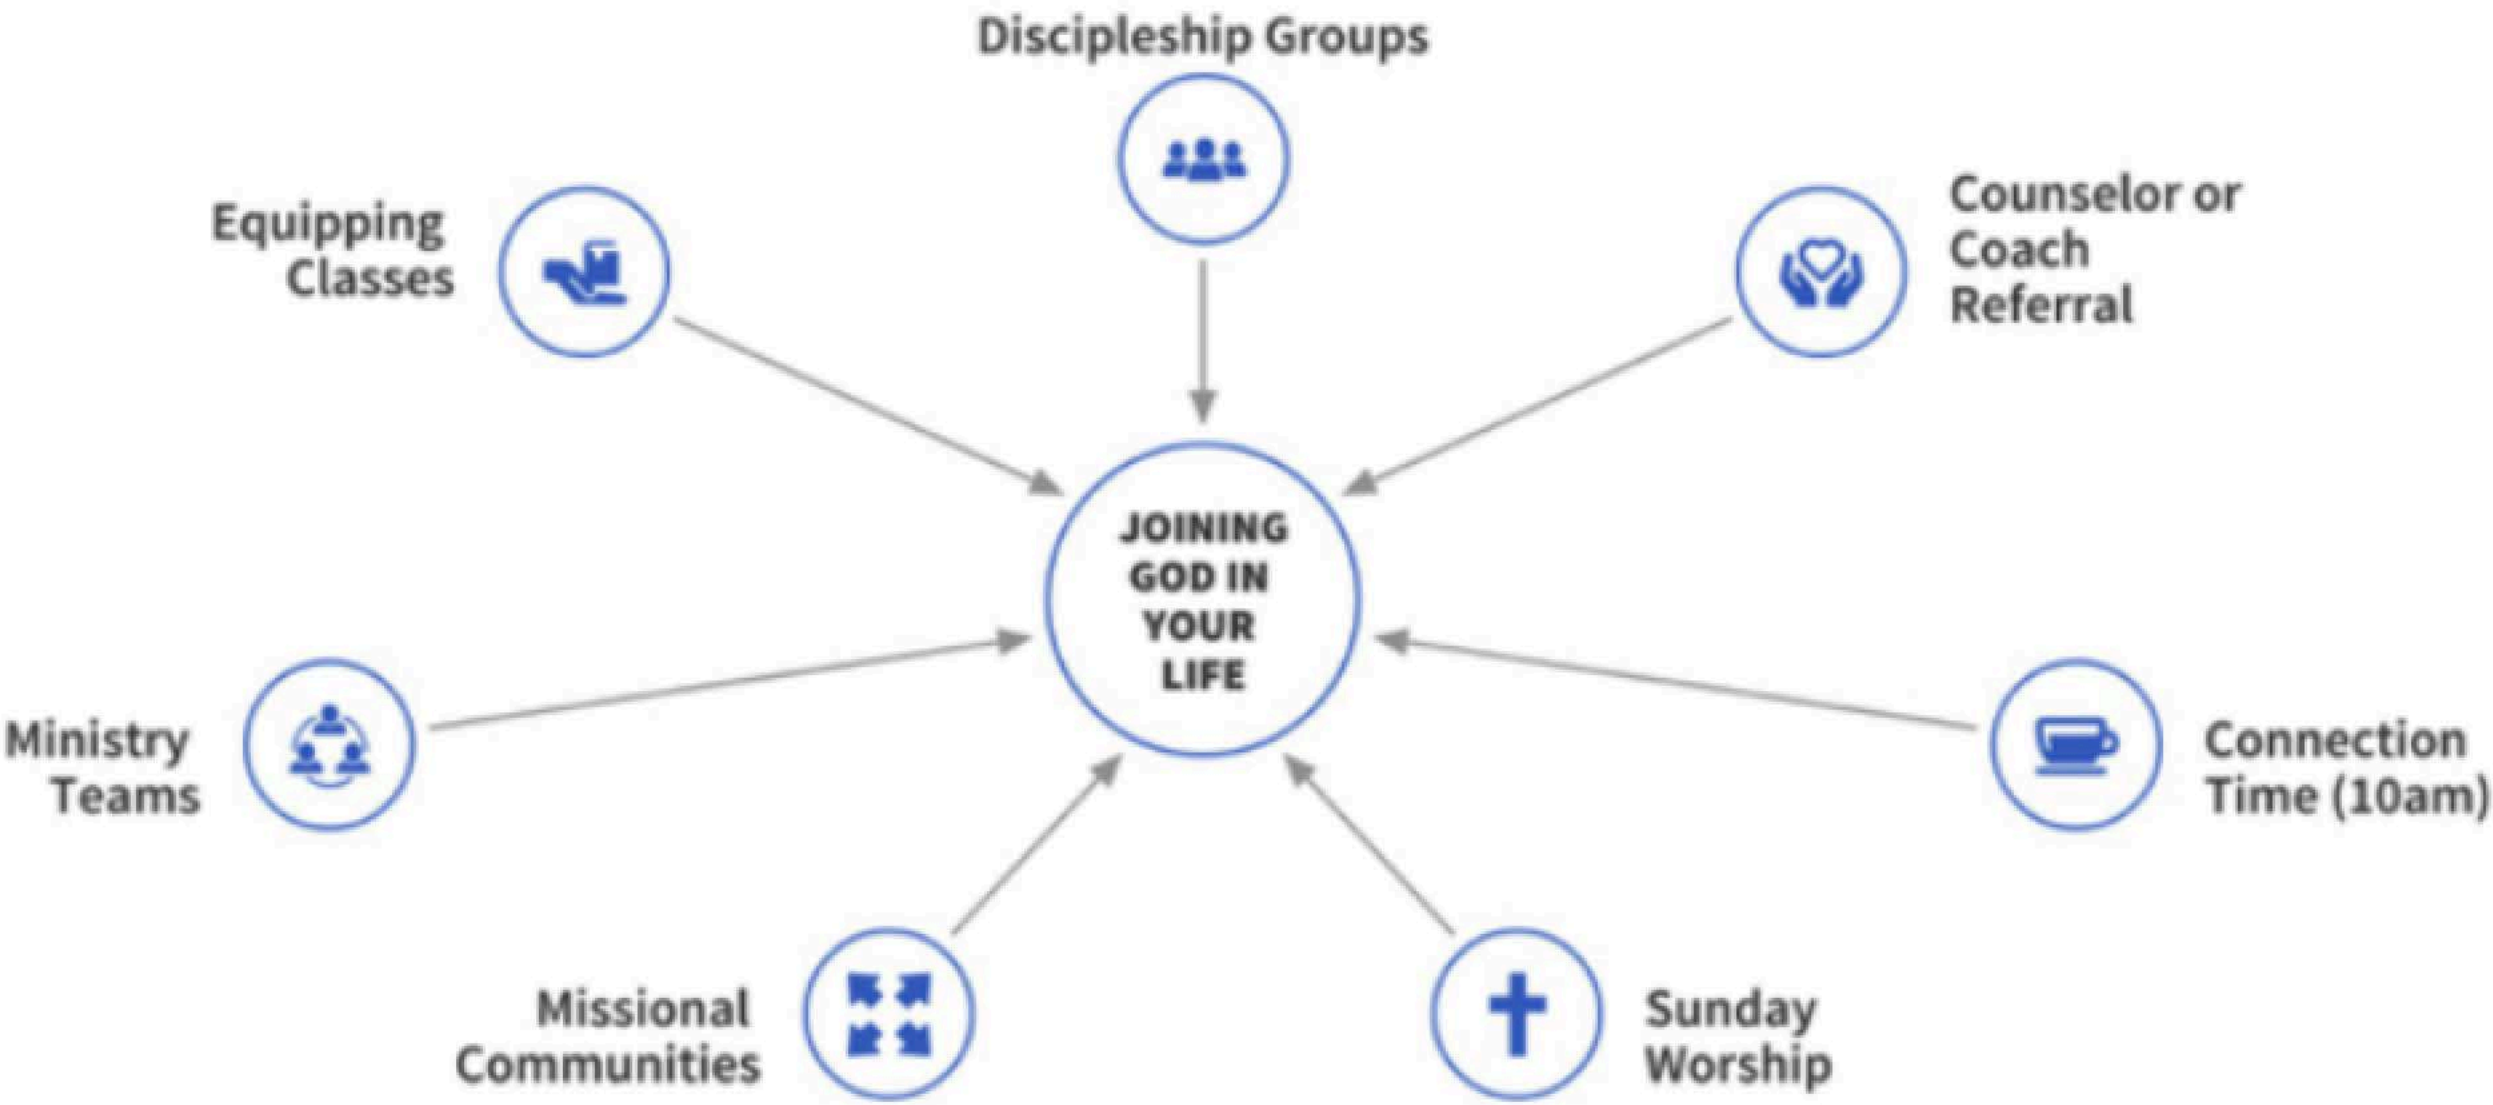 Discipleship Groups
Equipping
Classes
Counselor or
Coach
Referral
JOINING
GOD IN
YOUR
LIFE
Ministry
Teams
Connection
Time (10am)
Missional
Communities
Sunday
Worship